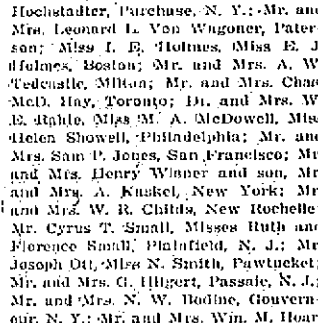 Hochstadter, Purchase, N. Y.; Mr. and
Mrs. Leonard L. Von Wagoner, Pater-
son; Miss I. E. Holmes, Miss E. J
Holmes, Boston; Mr. and Mrs. A. W
Tedcastle, Milton; Mr. and Mrs. Chas
McD. Hay, Toronto; Dr. and Mrs. W.
E. Miss M. A. McDowell, Mis
Helen Showell, Philadelphia; Mr. and
Mrs. Sam P. Jones, San Francisco; Mr
and Mrs. Henry Wisner and son, Mr
and Mrs. A. Kuskel, New York; Mr
and Mrs. W. R. Childs, New Rochelle
Mr. Cyrus T. Small, Misses Ruth and
Florence Small, Plainfield, N. J.; Mr
Joseph Ott, Miss N. Smith, Pawtucket;
Mr. and Mrs. G. Hilgert, Passaic, N. J.;
Mr. and Mrs. N. W. Bodine, Gouvern-
eur, N. Y.; Mr. and Mrs. Wm. M. Hoar